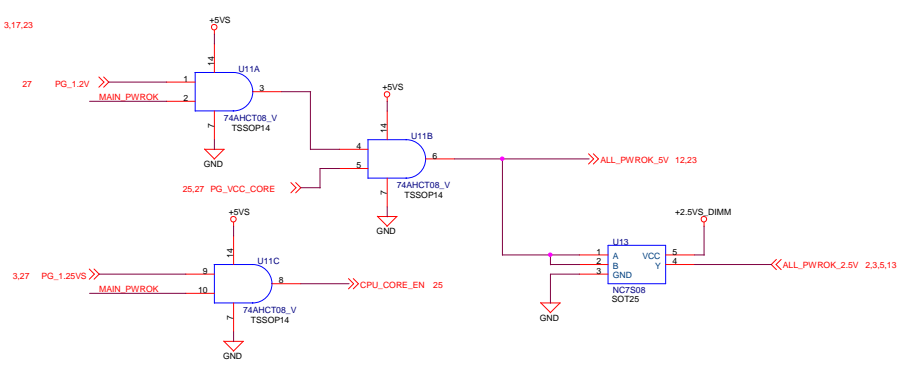 3,17,23
+5VS
14
U11A
27 PG_1.2V
1
MAIN_PWROK
2
3
7
74AHCT08_V
TSSOP14
GND
+5VS
14
U11B
4
5
6
25,27 PG_VCC_CORE
7
74AHCT08_V
TSSOP14
GND
ALL_PWROK_5V 12,23
+5VS
14
U11C
3,27 PG_1.25VS
9
MAIN_PWROK
10
8
CPU_CORE_EN 25
7
74AHCT08_V
TSSOP14
GND
+2.5VS_DIMM
U13
1 A VCC 5
2 B Y 4
3 GND
NC7S08
SOT25
GND
ALL_PWROK_2.5V 2,3,5,13